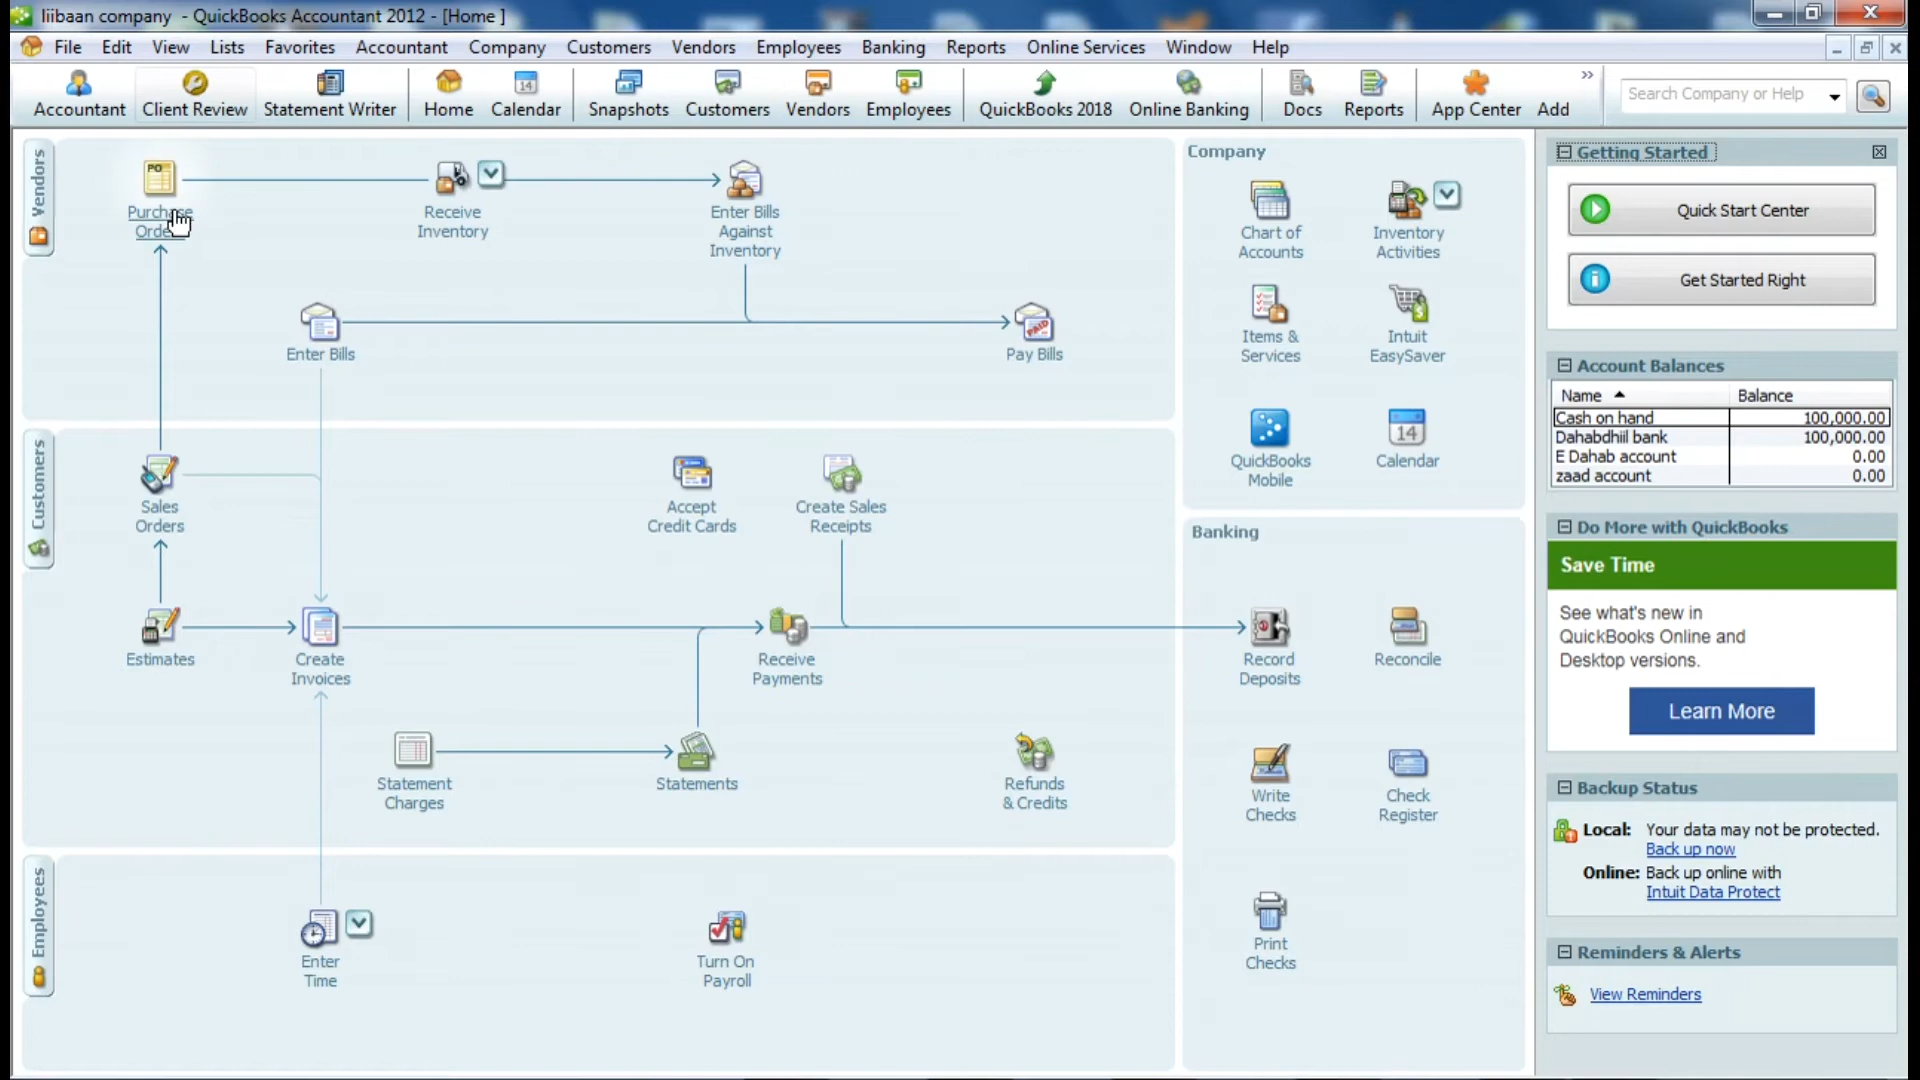 liibaan company - QuickBooks Accountant 2012 - [Home ]
File Edit View Lists Favorites Accountant Company Customers Vendors Employees Banking Reports Online Services Window Help
Accountant Client Review Statement Writer Home Calendar Snapshots Customers Vendors Employees QuickBooks 2018 Online Banking Docs Reports App Center Add
14
Search Company or Help
Vendors
PO
Purchase
Orders
Receive
Inventory
Enter Bills
Against
Inventory
Enter Bills
PAID
Pay Bills
Customers
Sales
Orders
Accept
Credit Cards
Create Sales
Receipts
Estimates
Create
Invoices
Receive
Payments
Statement
Charges
Statements
Refunds
& Credits
Employees
Enter
Time
Turn On
Payroll
Company
Chart of
Accounts
Inventory
Activities
Items &
Services
Intuit
EasySaver
QuickBooks
Mobile
14
Calendar
Banking
Record
Deposits
Reconcile
Write
Checks
Check
Register
Print
Checks
Getting Started
Quick Start Center
Get Started Right
Account Balances
Name Balance
Cash on hand 100,000.00
Dahabdhiil bank 100,000.00
E Dahab account 0.00
zaad account 0.00
Do More with QuickBooks
Save Time
See what's new in
QuickBooks Online and
Desktop versions.
Learn More
Backup Status
Local: Your data may not be protected.
Back up now
Online: Back up online with
Intuit Data Protect
Reminders & Alerts
View Reminders